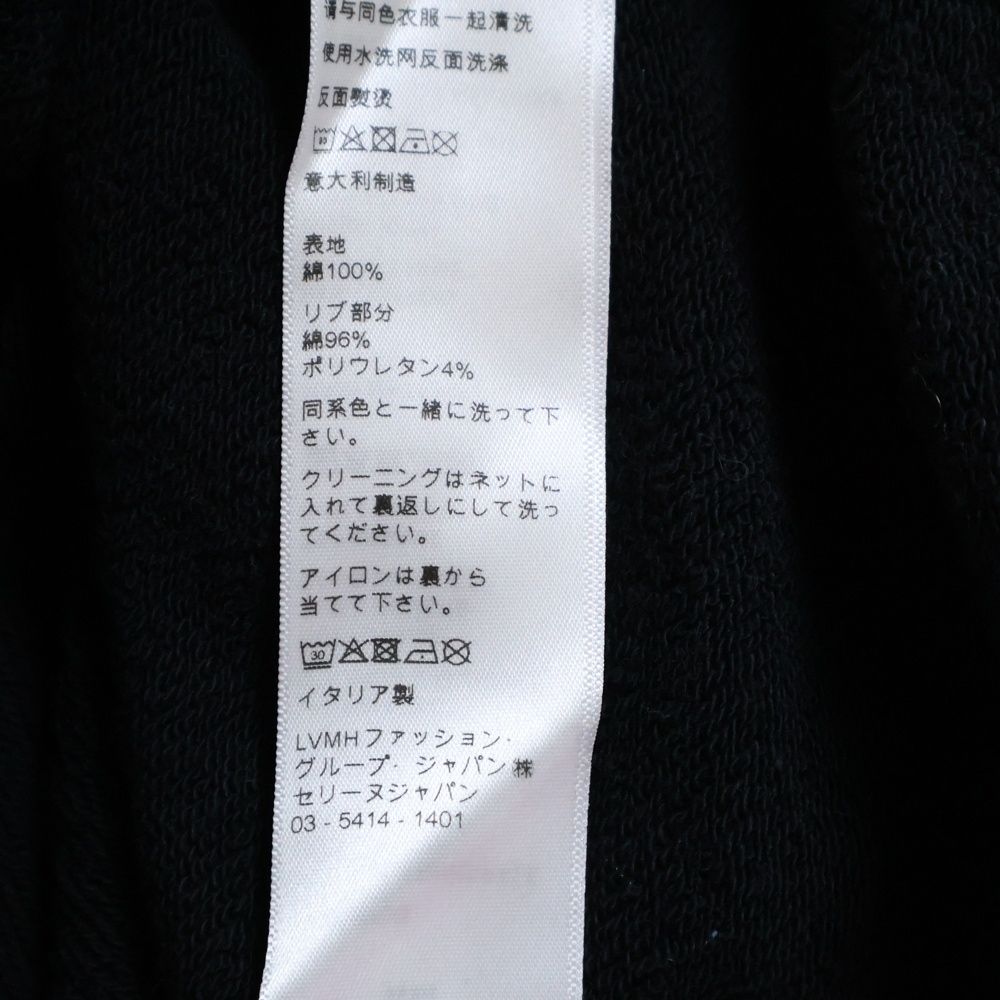 请与同色衣服一起清洗
使用水洗网反面洗涤
反面熨烫
意大利制造
表地
綿100%
リブ部分
綿96%
ポリウレタン4%
同系色と一緒に洗って下
さい。
クリーニングはネットに
入れて裏返しにして洗っ
てください。
アイロンは裏から
当てて下さい。
30
イタリア製
LVMHファッション・
グループ・ジャパン㈱
セリーヌジャパン
03 - 5414 - 1401